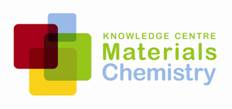 KNOWLEDGE CENTRE
Materials
Chemistry